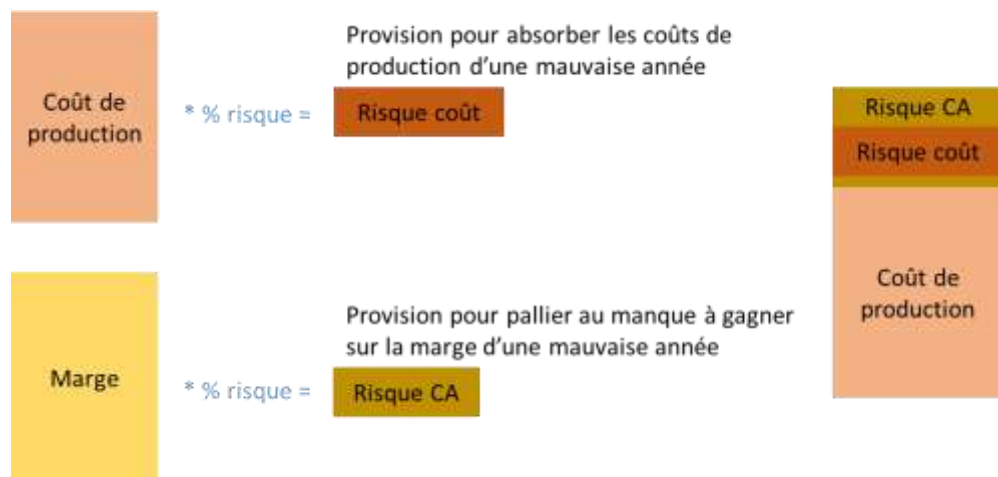 Provision pour absorber les coûts de
production d'une mauvaise année
Coût de
production
* % risque =
Risque coût
Risque CA
Risque coût
Coût de
production
Provision pour pallier au manque à gagner
sur la marge d'une mauvaise année
Marge
* % risque =
Risque CA